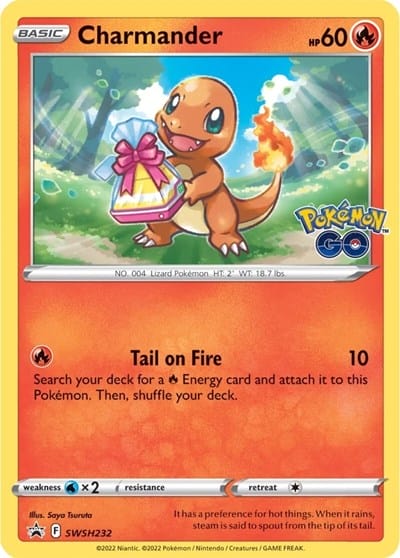 BASIC
Charmander
HP60
POKÉMON
GO™
NO. 004 Lizard Pokémon HT: 2' WT: 18.7 lbs.
Tail on Fire 10
Search your deck for a Energy card and attach it to this
Pokémon. Then, shuffle your deck.
weakness ×2 resistance retreat
Illus. Saya Tsuruta
F SWSH232
It has a preference for hot things. When it rains,
steam is said to spout from the tip of its tail.
©2022 Niantic. ©2022 Pokémon / Nintendo / Creatures / GAME FREAK.